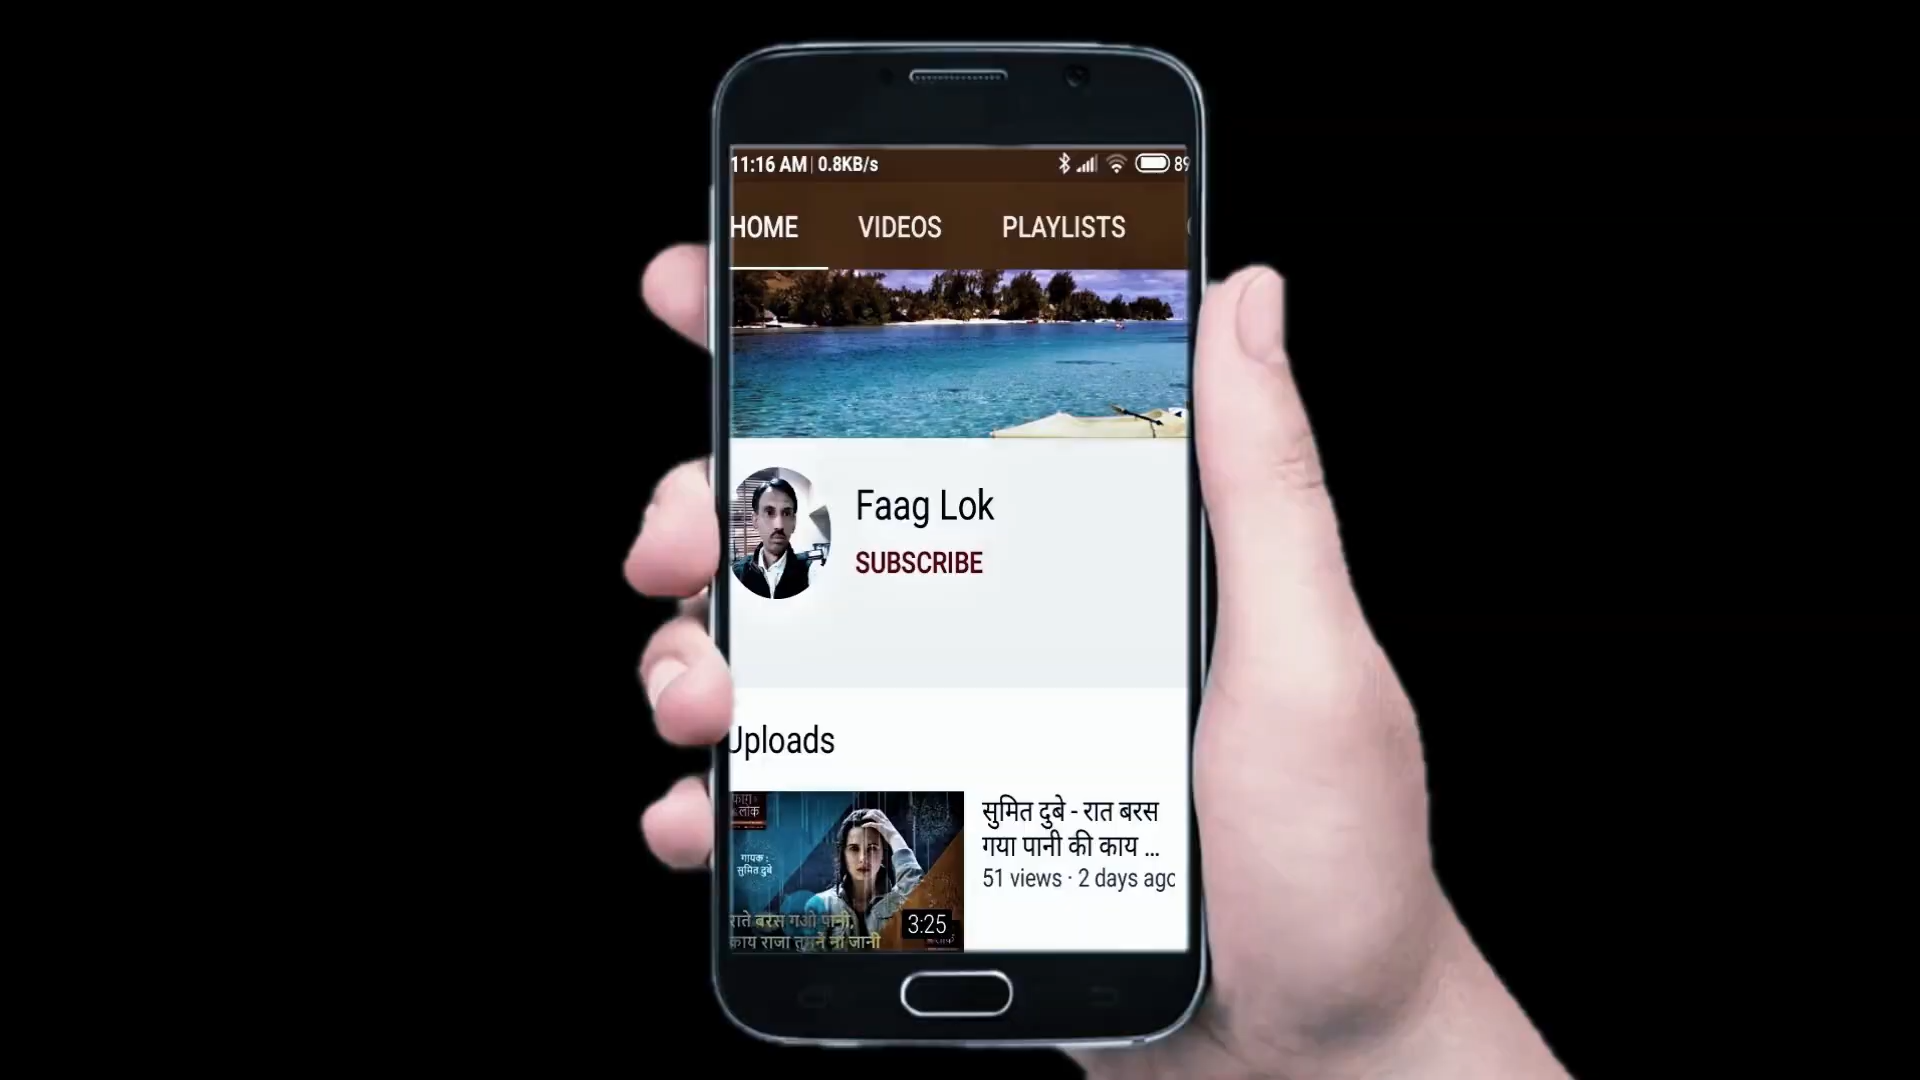 11:16 AM | 0.8KB/s
HOME VIDEOS PLAYLISTS
Faag Lok
SUBSCRIBE
Uploads
फाग
लोक
गायक :
सुमित दुबे
राते बरस गओ पानी,
काय राजा तुमने ना जानी
3:25
सुमित दुबे - रात बरस
गया पानी की काय ...
51 views · 2 days ago